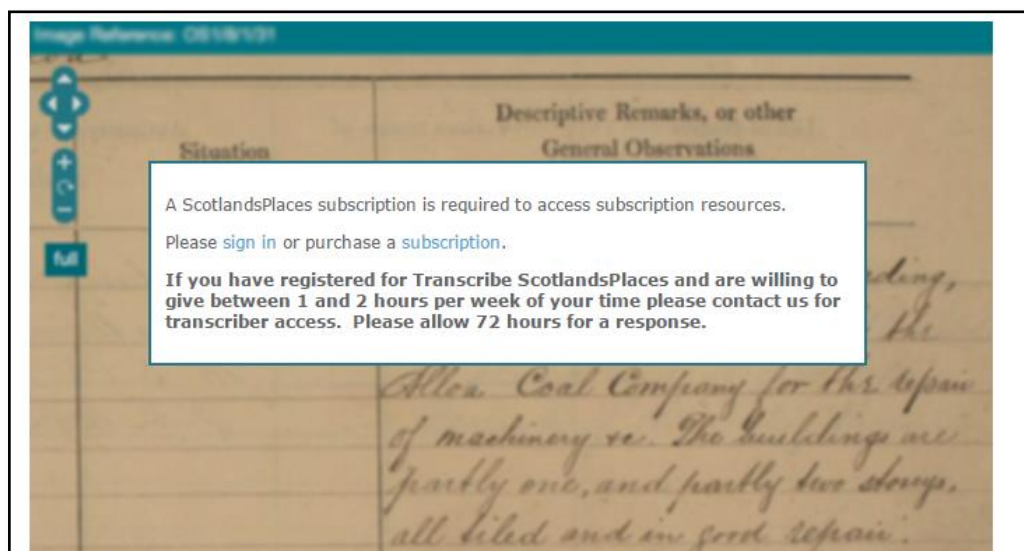 Image Reference: OS1/8/1/31
Situation
Descriptive Remarks, or other
General Observations
A ScotlandsPlaces subscription is required to access subscription resources.
Please sign in or purchase a subscription.
If you have registered for Transcribe ScotlandsPlaces and are willing to
give between 1 and 2 hours per week of your time please contact us for
transcriber access. Please allow 72 hours for a response.
full
the
Alloa Coal Company for the repair
of machinery &c. The buildings are
partly one, and partly two storeys,
all tiled and in good repair.